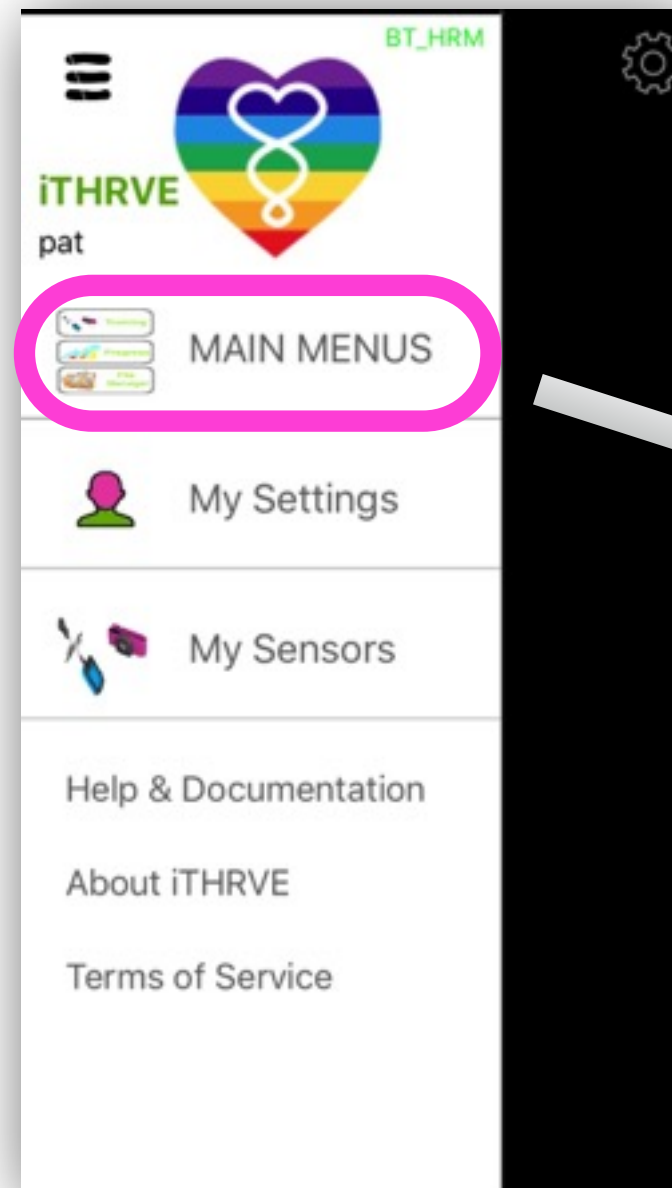 BT_HRM
iTHRVE
pat
MAIN MENUS
My Settings
My Sensors
Help & Documentation
About iTHRVE
Terms of Service